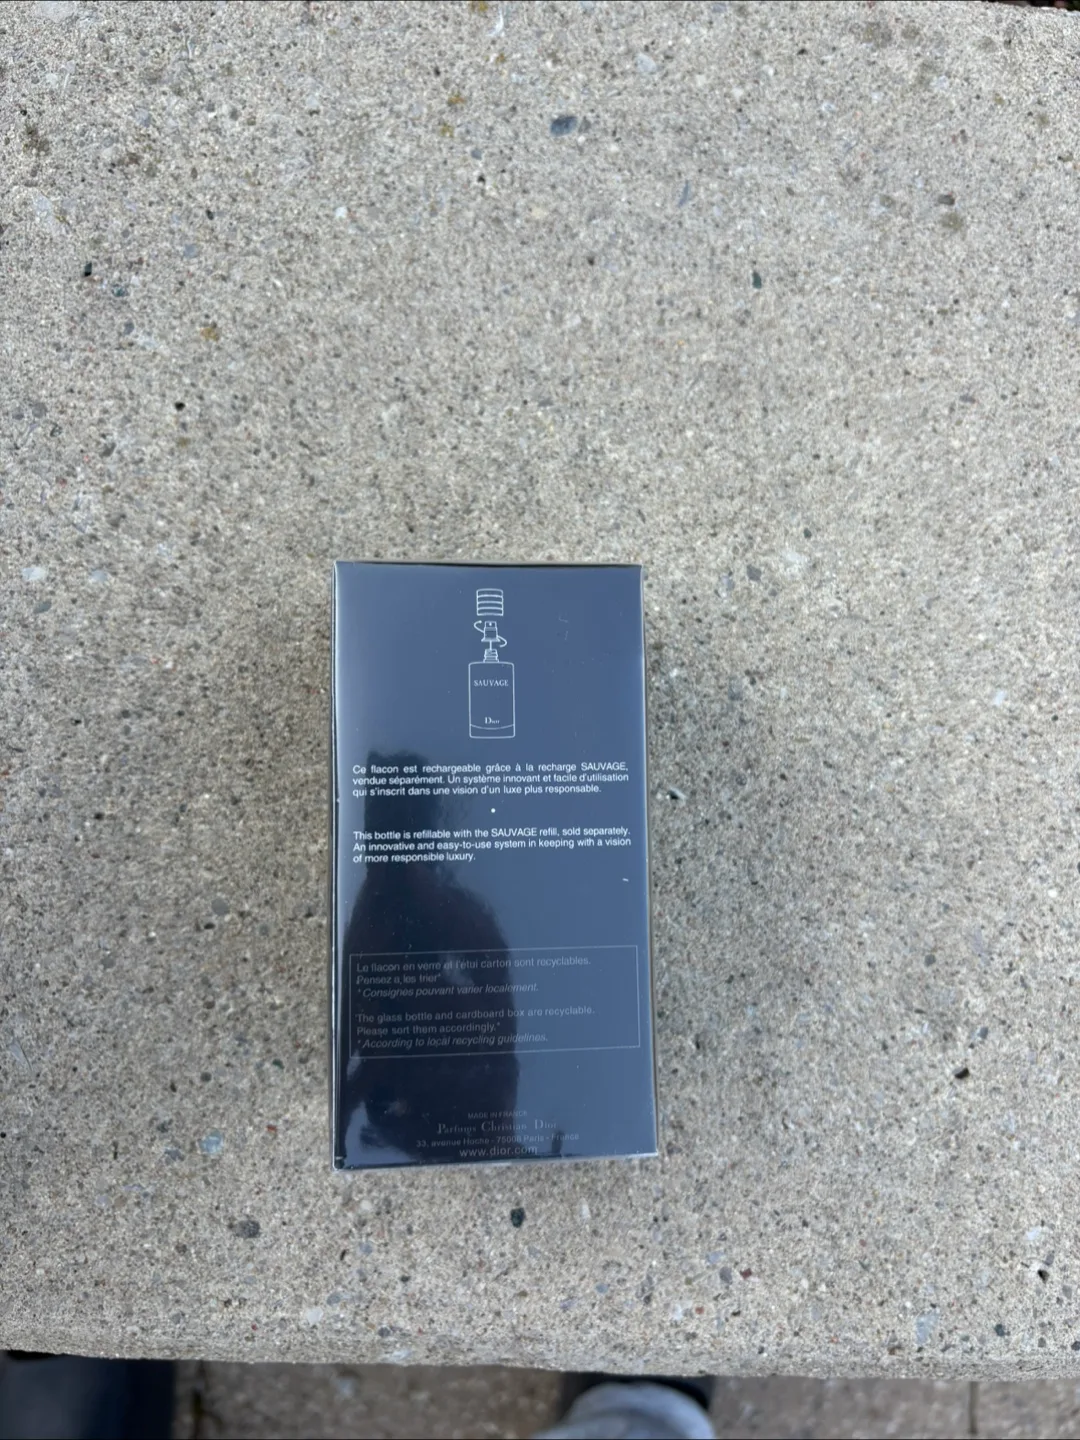 SAUVAGE
Dior
Ce flacon est rechargeable grâce à la recharge SAUVAGE,
vendue séparément. Un système innovant et facile d'utilisation
qui s'inscrit dans une vision d'un luxe plus responsable.
This bottle is refillable with the SAUVAGE refill, sold separately.
An innovative and easy-to-use system in keeping with a vision
of more responsible luxury.
Le flacon en verre et l'étui carton sont recyclables.
Pensez à les trier*
* Consignes pouvant varier localement.
The glass bottle and cardboard box are recyclable.
Please sort them accordingly.*
* According to local recycling guidelines.
MADE IN FRANCE
Parfums Christian Dior
33, avenue Hoche - 75008 Paris - France
www.dior.com